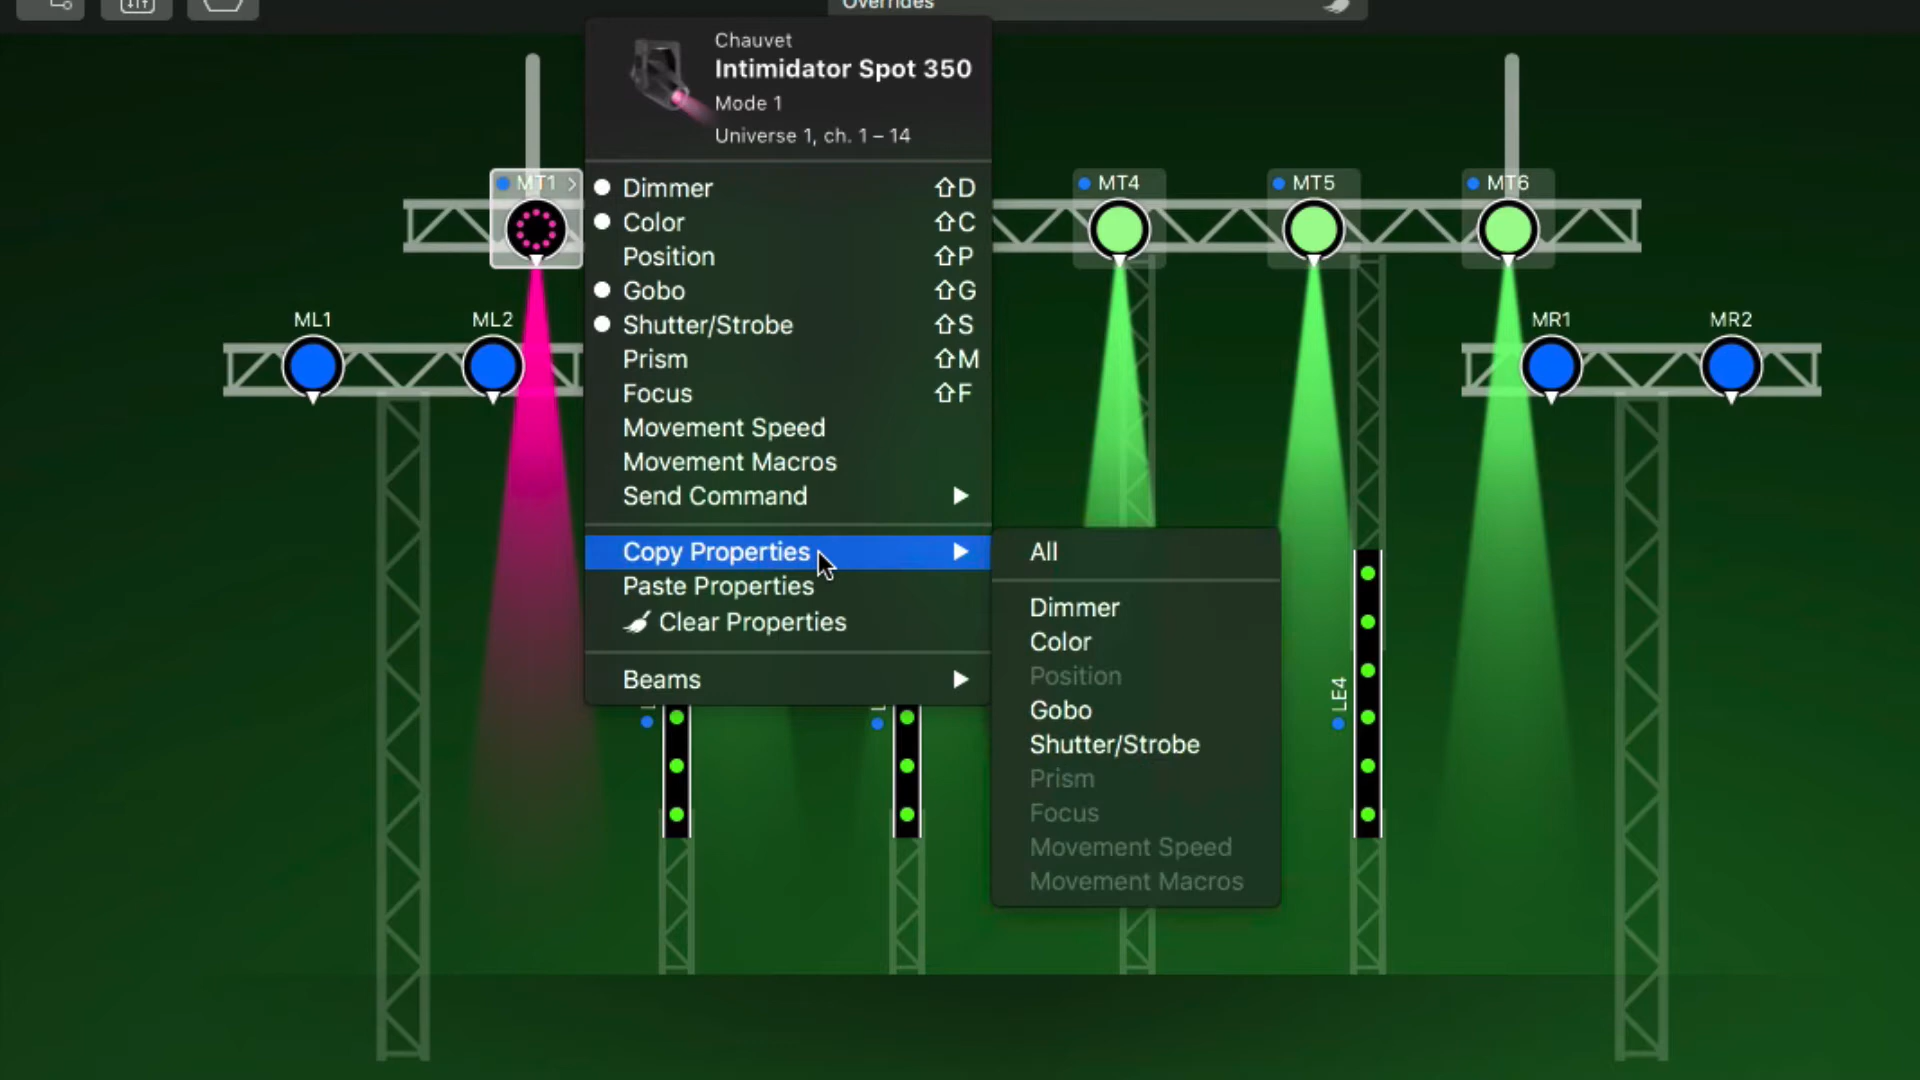 Overrides
Chauvet
Intimidator Spot 350
Mode 1
Universe 1, ch. 1 – 14
MT1
MT4
MT5
MT6
Dimmer ⇧D
Color ⇧C
Position ⇧P
Gobo ⇧G
Shutter/Strobe ⇧S
Prism ⇧M
Focus ⇧F
Movement Speed
Movement Macros
Send Command
ML1
ML2
MR1
MR2
Copy Properties
Paste Properties
Clear Properties
Beams
All
Dimmer
Color
Position
Gobo
Shutter/Strobe
Prism
Focus
Movement Speed
Movement Macros
LE4